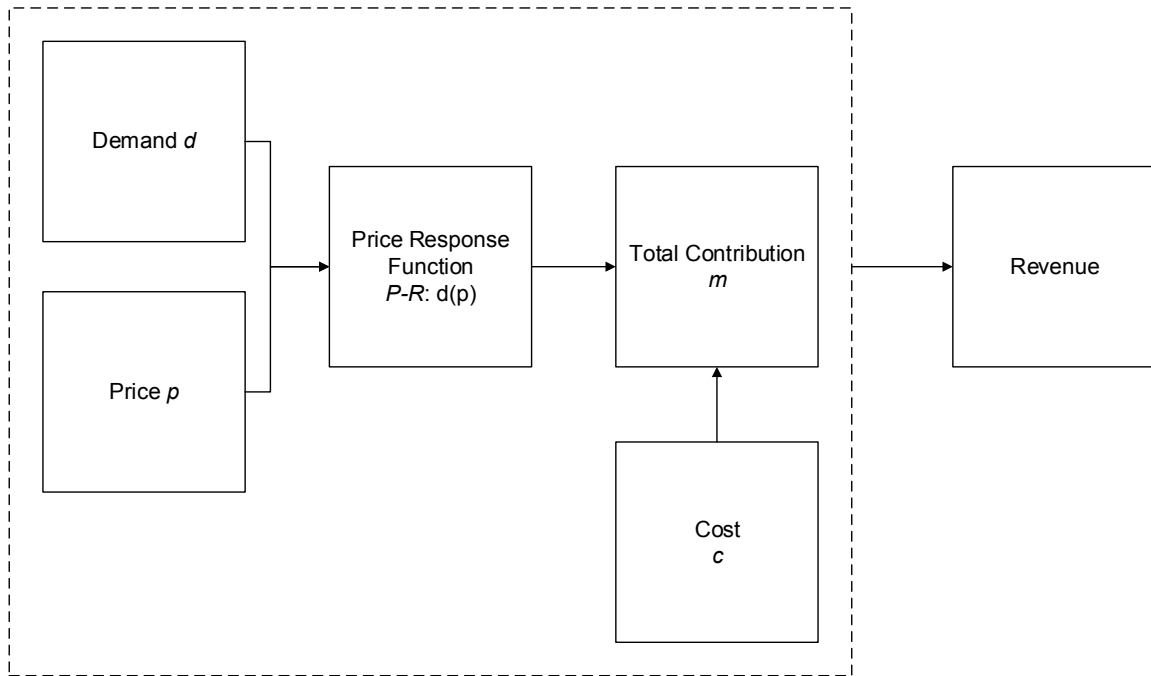 Demand d
Price p
Price Response
Function
P-R: d(p)
Total Contribution
m
Cost
c
Revenue